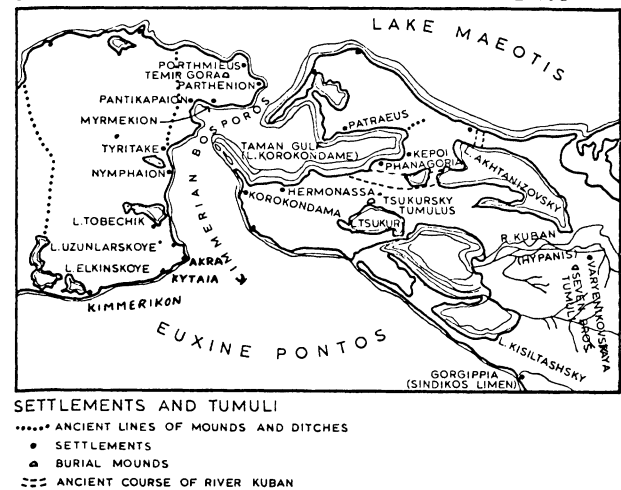 LAKE MAEOTIS
PORTHMIEUS
TEMIR GORA
PARTHENION
PANTIKAPAION
MYRMEKION
TYRITAKE
NYMPHAION
KIMMERIAN BOSPOROS
PATRAEUS
TAMAN GULF
(L. KOROKONDAME)
KEPOI
PHANAGORIA
L. AKHTANIZOVSKY
HERMONASSA
KOROKONDAMA
TSUKURSKY
TUMULUS
L. TSUKUR
L. TOBECHIK
L. UZUNLARSKOYE
L. ELKINSKOYE
AKRA
KYTAIA
KIMMERIKON
R. KUBAN
(HYPANIS)
VARYENIKOVSKAYA
SEVEN BROS
TUMULI
L. KISILTASHSKY
EUXINE PONTOS
GORGIPPIA
(SINDIKOS LIMEN)
SETTLEMENTS AND TUMULI
ANCIENT LINES OF MOUNDS AND DITCHES
SETTLEMENTS
BURIAL MOUNDS
ANCIENT COURSE OF RIVER KUBAN